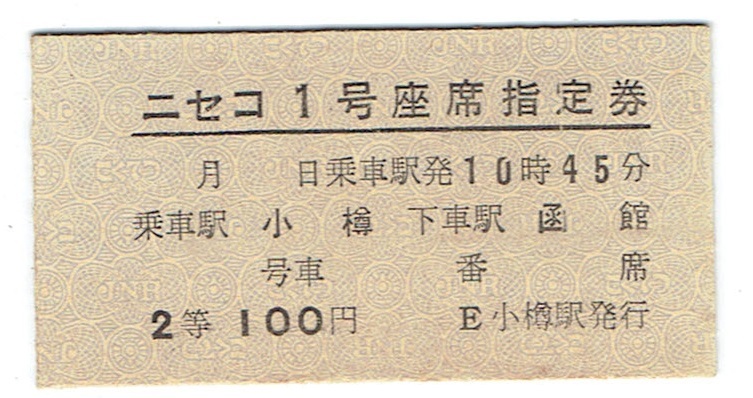 ニセコ1号座席指定券
月 日乗車駅発10時45分
乗車駅 小樽 下車駅 函館
号車 番席
2等 100円 E小樽駅発行